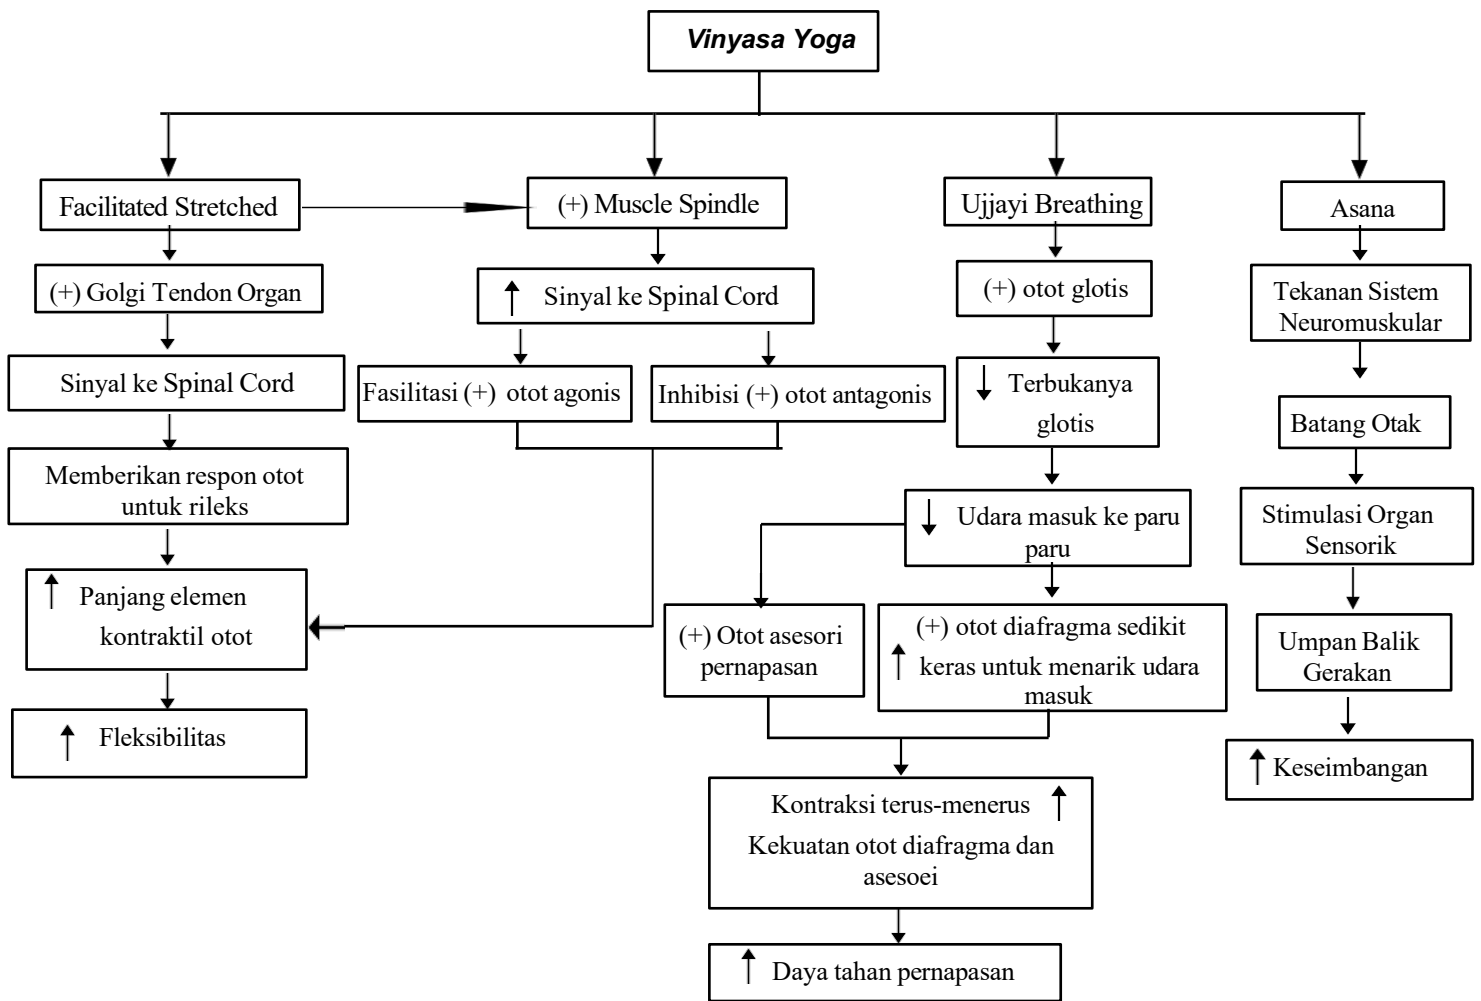 Vinyasa Yoga
Facilitated Stretched
(+) Muscle Spindle
Ujjayi Breathing
Asana
(+) Golgi Tendon Organ
↑ Sinyal ke Spinal Cord
(+) otot glotis
Tekanan Sistem
Neuromuskular
Sinyal ke Spinal Cord
Fasilitasi (+) otot agonis
Inhibisi (+) otot antagonis
↓ Terbukanya
glotis
Batang Otak
Memberikan respon otot
untuk rileks
↓ Udara masuk ke paru
paru
Stimulasi Organ
Sensorik
↑ Panjang elemen
kontraktil otot
(+) Otot asesori
pernapasan
(+) otot diafragma sedikit
↑ keras untuk menarik udara
masuk
Umpan Balik
Gerakan
↑ Fleksibilitas
↑ Keseimbangan
Kontraksi terus-menerus ↑
Kekuatan otot diafragma dan
asesoei
↑ Daya tahan pernapasan